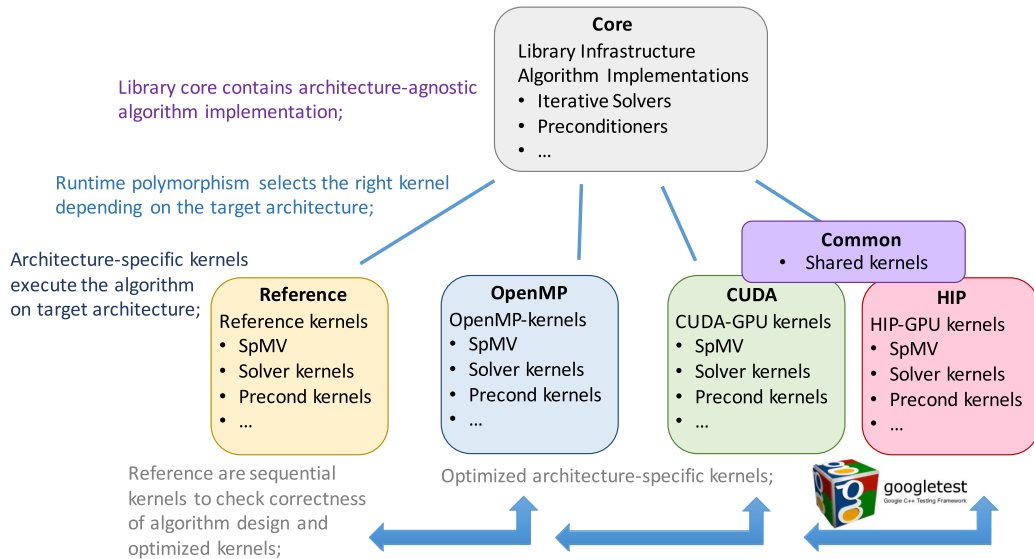 Core
Library Infrastructure
Algorithm Implementations
• Iterative Solvers
• Preconditioners
• ...
Library core contains architecture-agnostic
algorithm implementation;
Runtime polymorphism selects the right kernel
depending on the target architecture;
Architecture-specific kernels
execute the algorithm
on target architecture;
Common
• Shared kernels
Reference
Reference kernels
• SpMV
• Solver kernels
• Precond kernels
• ...
OpenMP
OpenMP-kernels
• SpMV
• Solver kernels
• Precond kernels
• ...
CUDA
CUDA-GPU kernels
• SpMV
• Solver kernels
• Precond kernels
• ...
HIP
HIP-GPU kernels
• SpMV
• Solver kernels
• Precond kernels
• ...
Reference are sequential
kernels to check correctness
of algorithm design and
optimized kernels;
Optimized architecture-specific kernels;
googletest
Google C++ Testing Framework